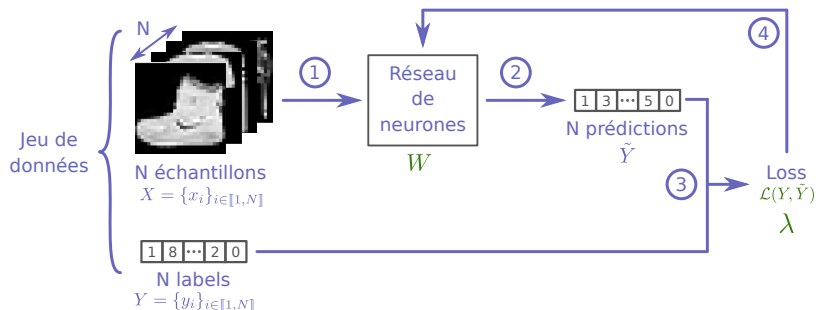 N
Jeu de
données
N échantillons
X = {x_i}_{i∈⟦1,N⟧}
1 8 ... 2 0
N labels
Y = {y_i}_{i∈⟦1,N⟧}
1
Réseau
de
neurones
W
2
1 3 ... 5 0
N prédictions
Ỹ
3
4
Loss
ℒ(Y, Ỹ)
λ